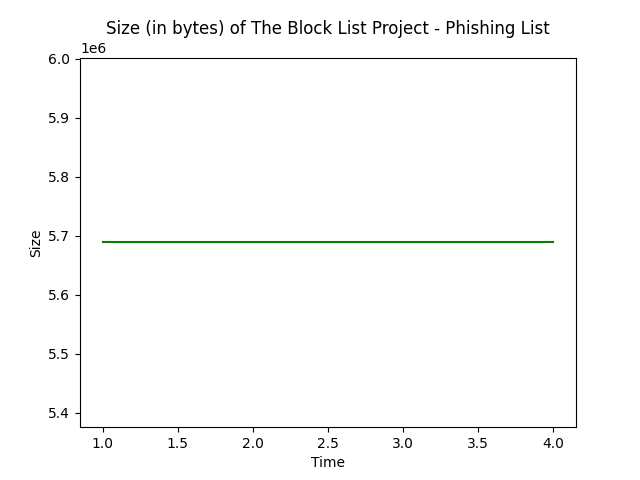 Size (in bytes) of The Block List Project - Phishing List
1e6
6.0
5.9
5.8
5.7
5.6
5.5
5.4
Size
1.0 1.5 2.0 2.5 3.0 3.5 4.0
Time